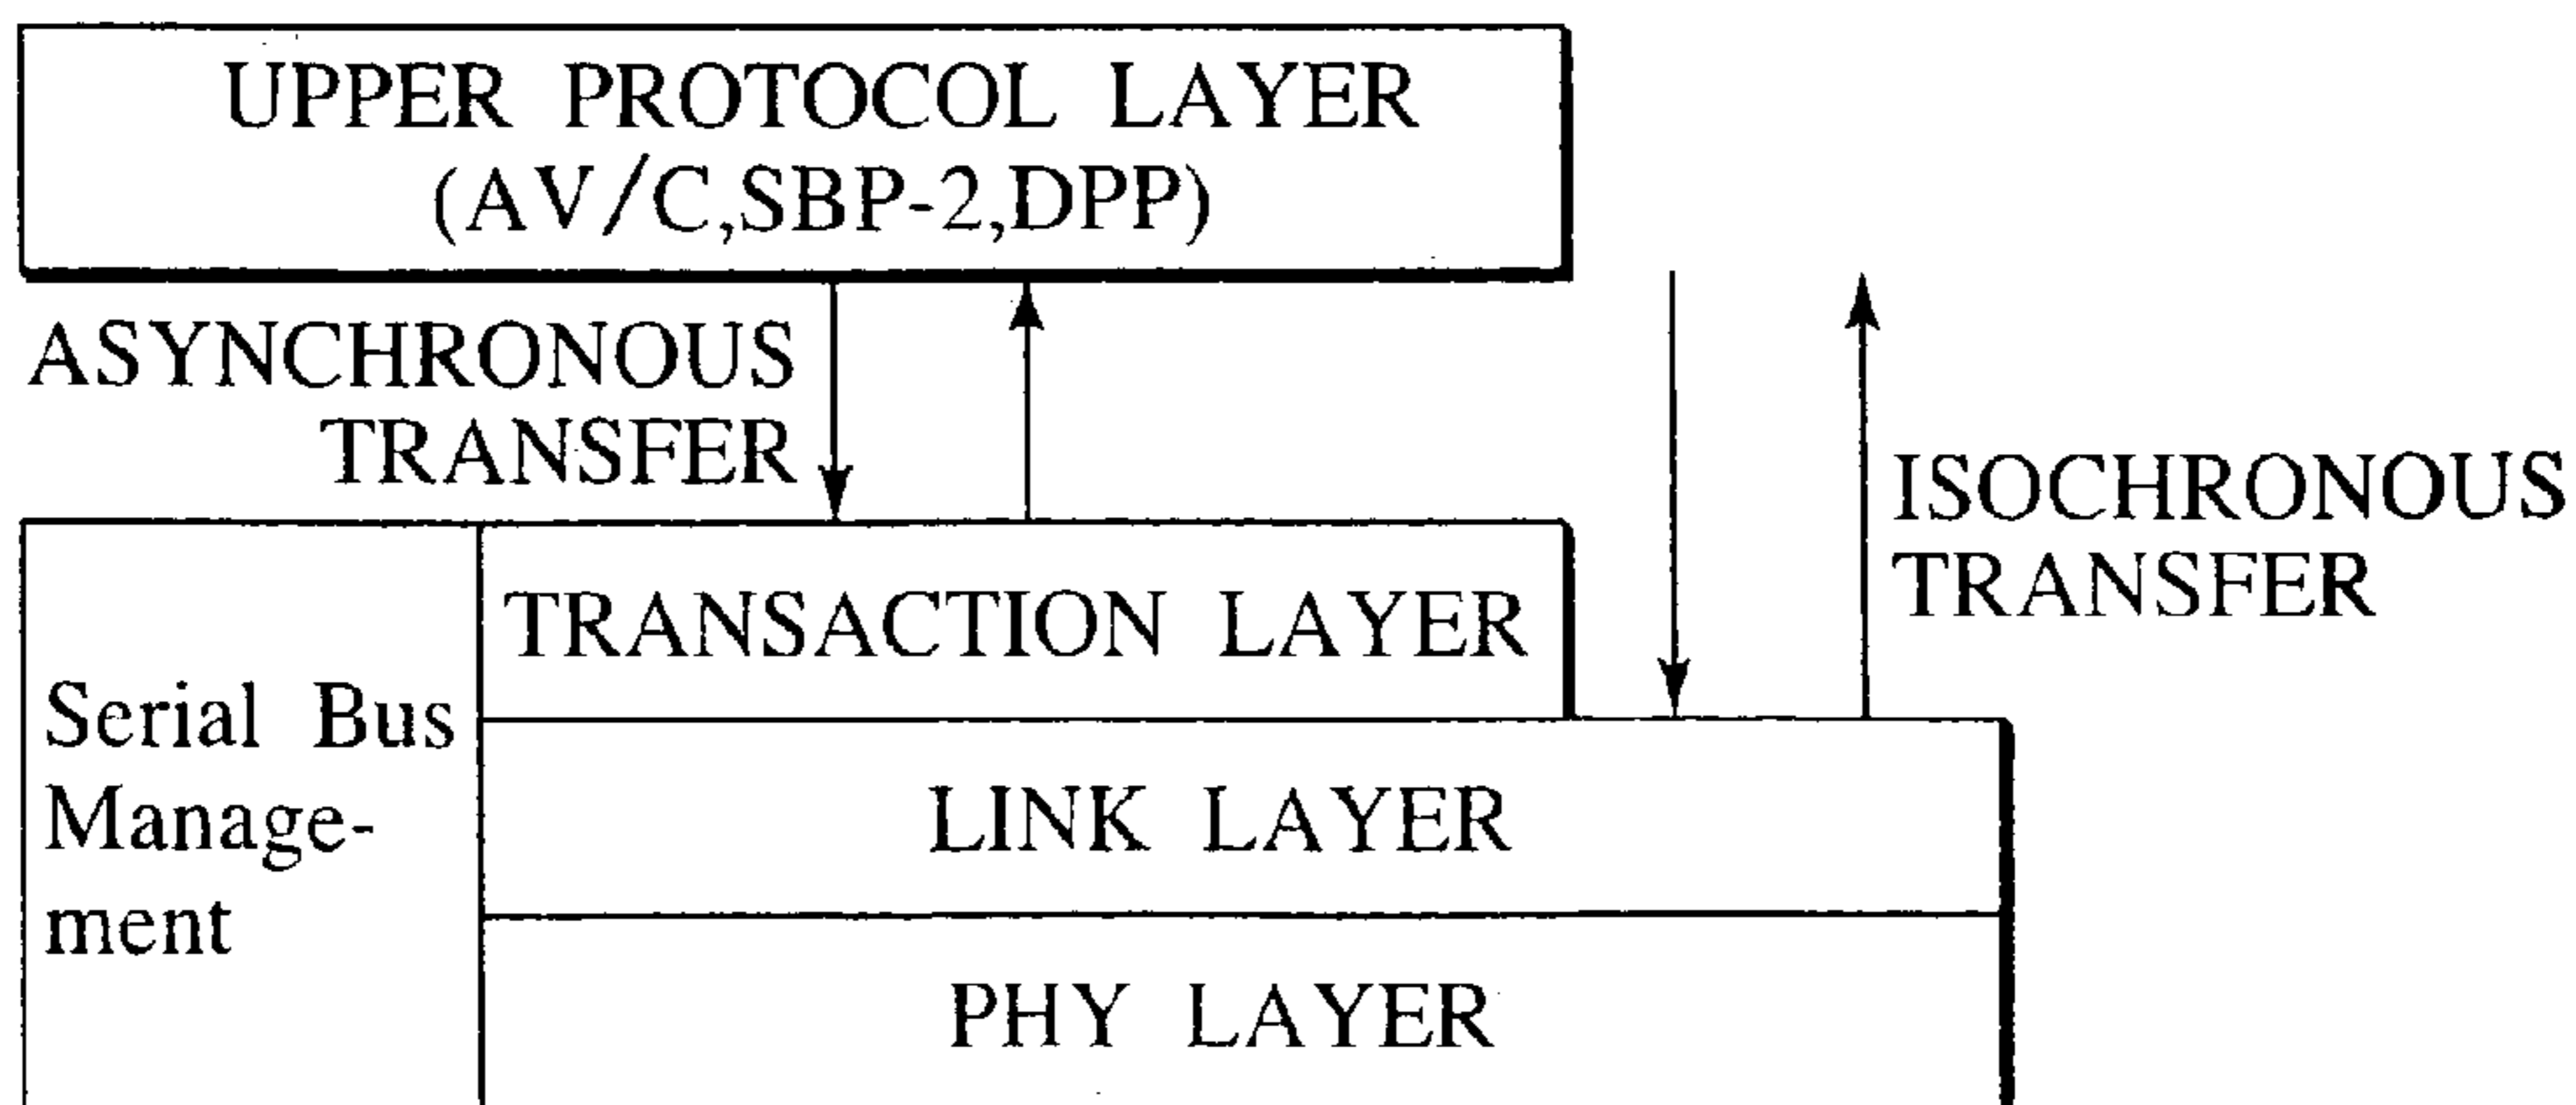 UPPER PROTOCOL LAYER
(AV/C,SBP-2,DPP)
ASYNCHRONOUS
TRANSFER
ISOCHRONOUS
TRANSFER
TRANSACTION LAYER
Serial Bus
Manage-
ment
LINK LAYER
PHY LAYER